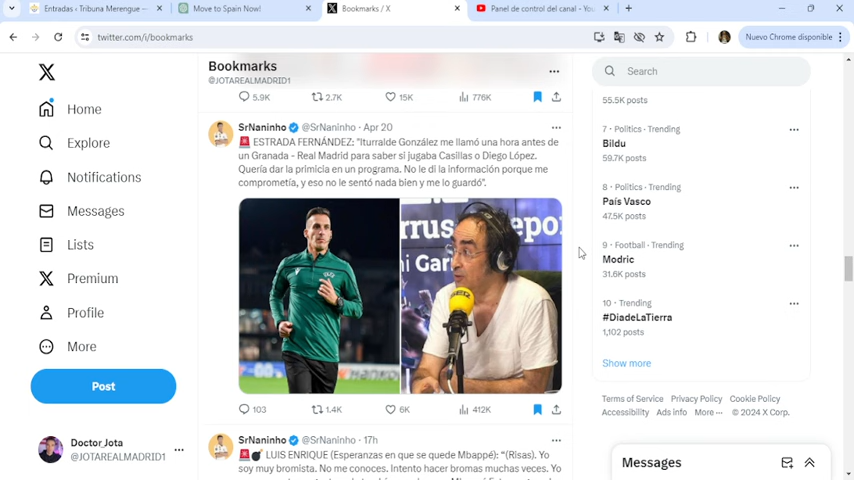 Entradas ‹ Tribuna Merengue —
Move to Spain Now!
Bookmarks / X
Panel de control del canal - You
twitter.com/i/bookmarks
Nuevo Chrome disponible
Home
Explore
Notifications
Messages
Lists
Premium
Profile
More
Post
Doctor_Jota
@JOTAREALMADRID1
Bookmarks
@JOTAREALMADRID1
5.9K 2.7K 15K 776K
SrNaninho @SrNaninho · Apr 20
🚨 ESTRADA FERNÁNDEZ: "Iturralde González me llamó una hora antes de
un Granada - Real Madrid para saber si jugaba Casillas o Diego López.
Quería dar la primicia en un programa. No le di la información porque me
comprometía, y eso no le sentó nada bien y me lo guardó".
103 1.4K 6K 412K
SrNaninho @SrNaninho · 17h
🚨💣 LUIS ENRIQUE (Esperanzas en que se quede Mbappé): "(Risas). Yo
soy muy bromista. No me conoces. Intento hacer bromas muchas veces. Yo
Search
55.5K posts
7 · Politics · Trending
Bildu
59.7K posts
8 · Politics · Trending
País Vasco
47.5K posts
9 · Football · Trending
Modric
31.6K posts
10 · Trending
#DiadeLaTierra
1,102 posts
Show more
Terms of Service Privacy Policy Cookie Policy
Accessibility Ads info More ··· © 2024 X Corp.
Messages